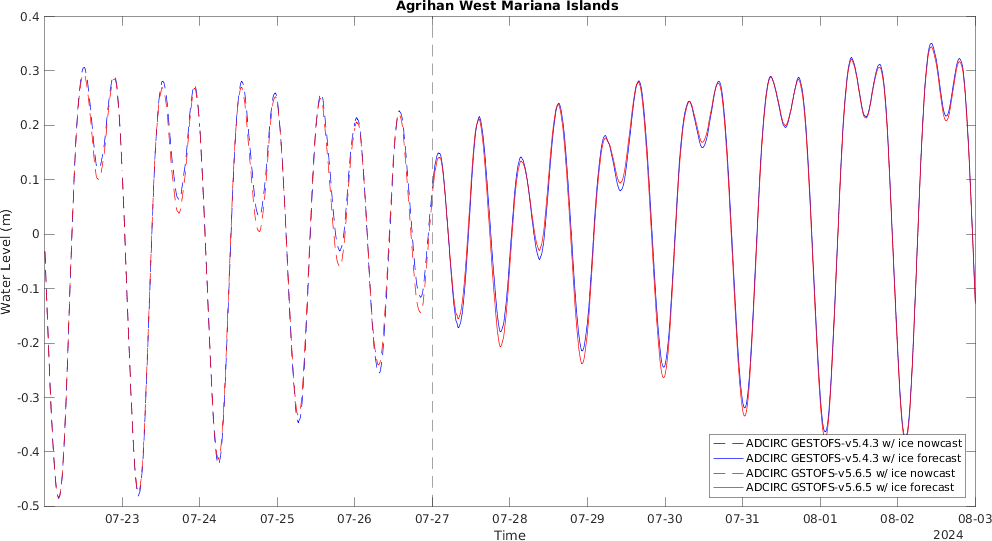 Agrihan West Mariana Islands
0.4
0.3
0.2
0.1
0
-0.1
-0.2
-0.3
-0.4
-0.5
Water Level (m)
ADCIRC GESTOFS-v5.4.3 w/ ice nowcast
ADCIRC GESTOFS-v5.4.3 w/ ice forecast
ADCIRC GSTOFS-v5.6.5 w/ ice nowcast
ADCIRC GSTOFS-v5.6.5 w/ ice forecast
07-23 07-24 07-25 07-26 07-27 07-28 07-29 07-30 07-31 08-01 08-02 08-03
Time
2024